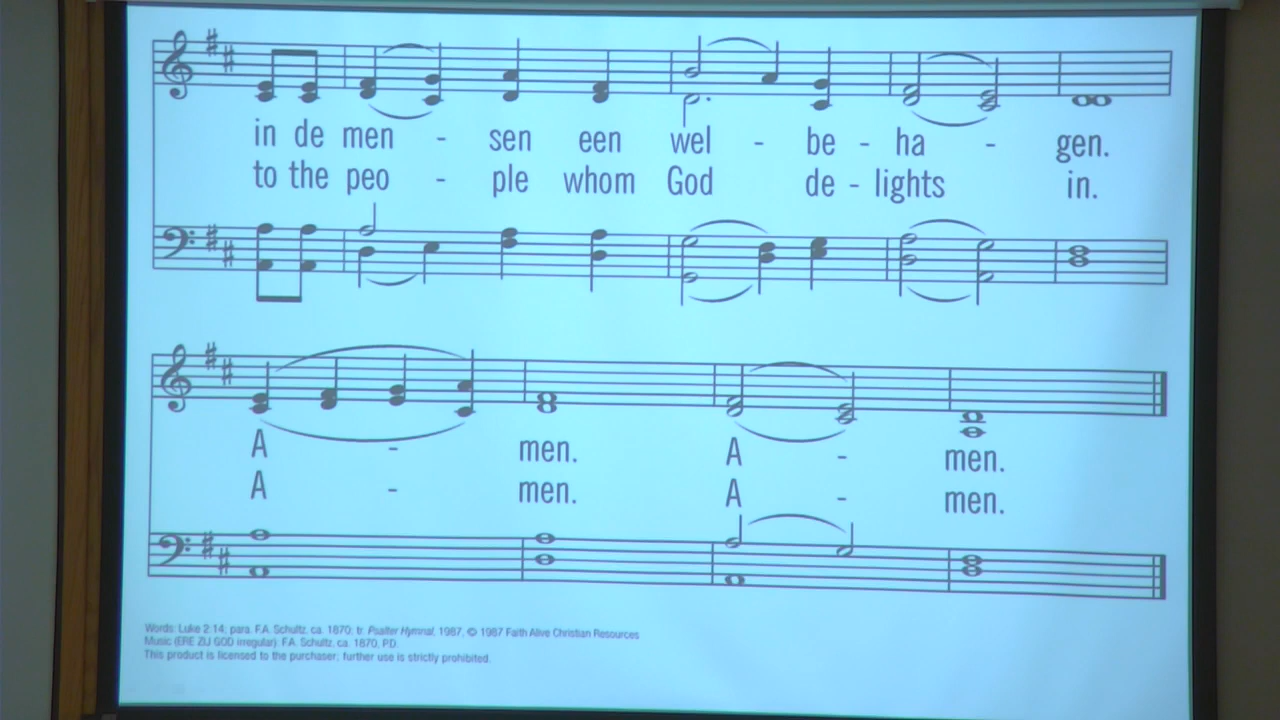 in de men - sen een wel - be - ha - gen.
to the peo - ple whom God de - lights in.
A - men. A - men.
A - men. A - men.
Words: Luke 2:14; para. F.A. Schultz, ca. 1870; tr. Psalter Hymnal, 1987, © 1987 Faith Alive Christian Resources
Music (ERE ZIJ GOD irregular): F.A. Schultz, ca. 1870, P.D.
This product is licensed to the purchaser; further use is strictly prohibited.